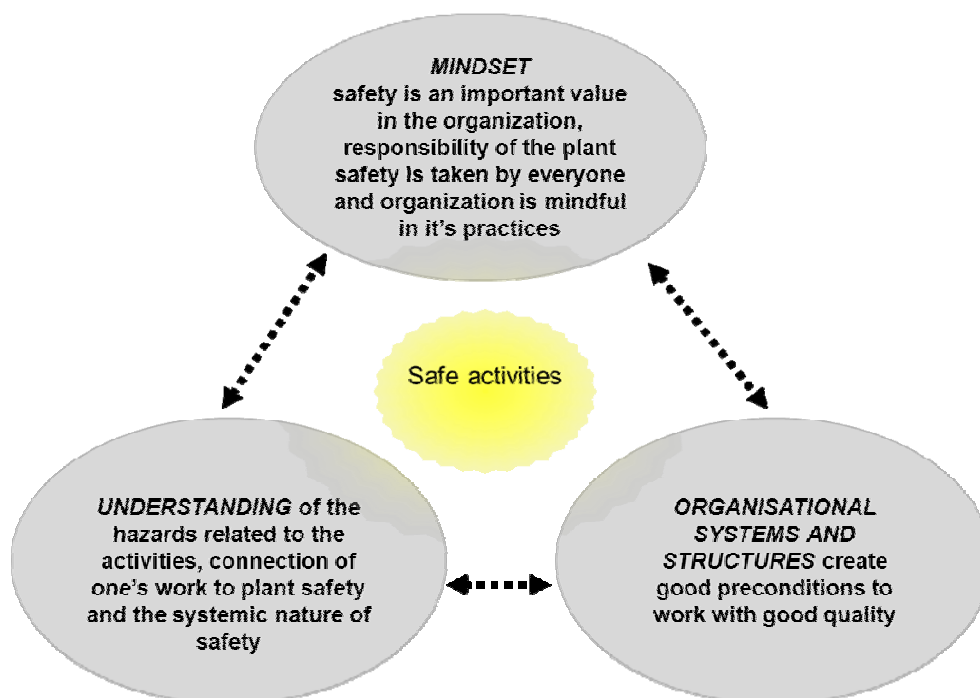 MINDSET
safety is an important value
in the organization,
responsibility of the plant
safety is taken by everyone
and organization is mindful
in it's practices
Safe activities
UNDERSTANDING of the
hazards related to the
activities, connection of
one's work to plant safety
and the systemic nature of
safety
ORGANISATIONAL
SYSTEMS AND
STRUCTURES create
good preconditions to
work with good quality